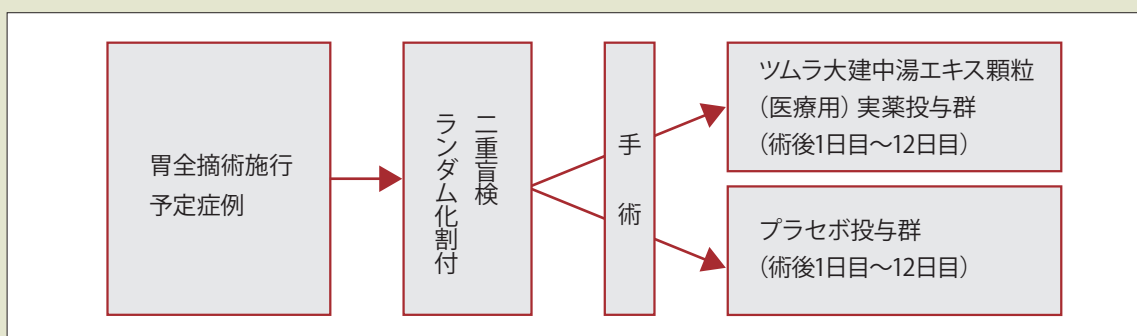 胃全摘術施行
予定症例
二重盲検
ランダム化割付
手術
ツムラ大建中湯エキス顆粒
（医療用）実薬投与群
（術後1日目～12日目）
プラセボ投与群
（術後1日目～12日目）